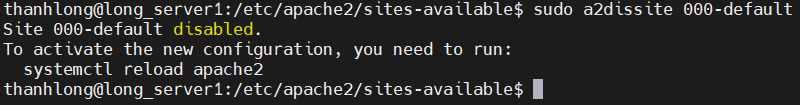 thanhlong@long_server1:/etc/apache2/sites-available$ sudo a2dissite 000-default
Site 000-default disabled.
To activate the new configuration, you need to run:
  systemctl reload apache2
thanhlong@long_server1:/etc/apache2/sites-available$